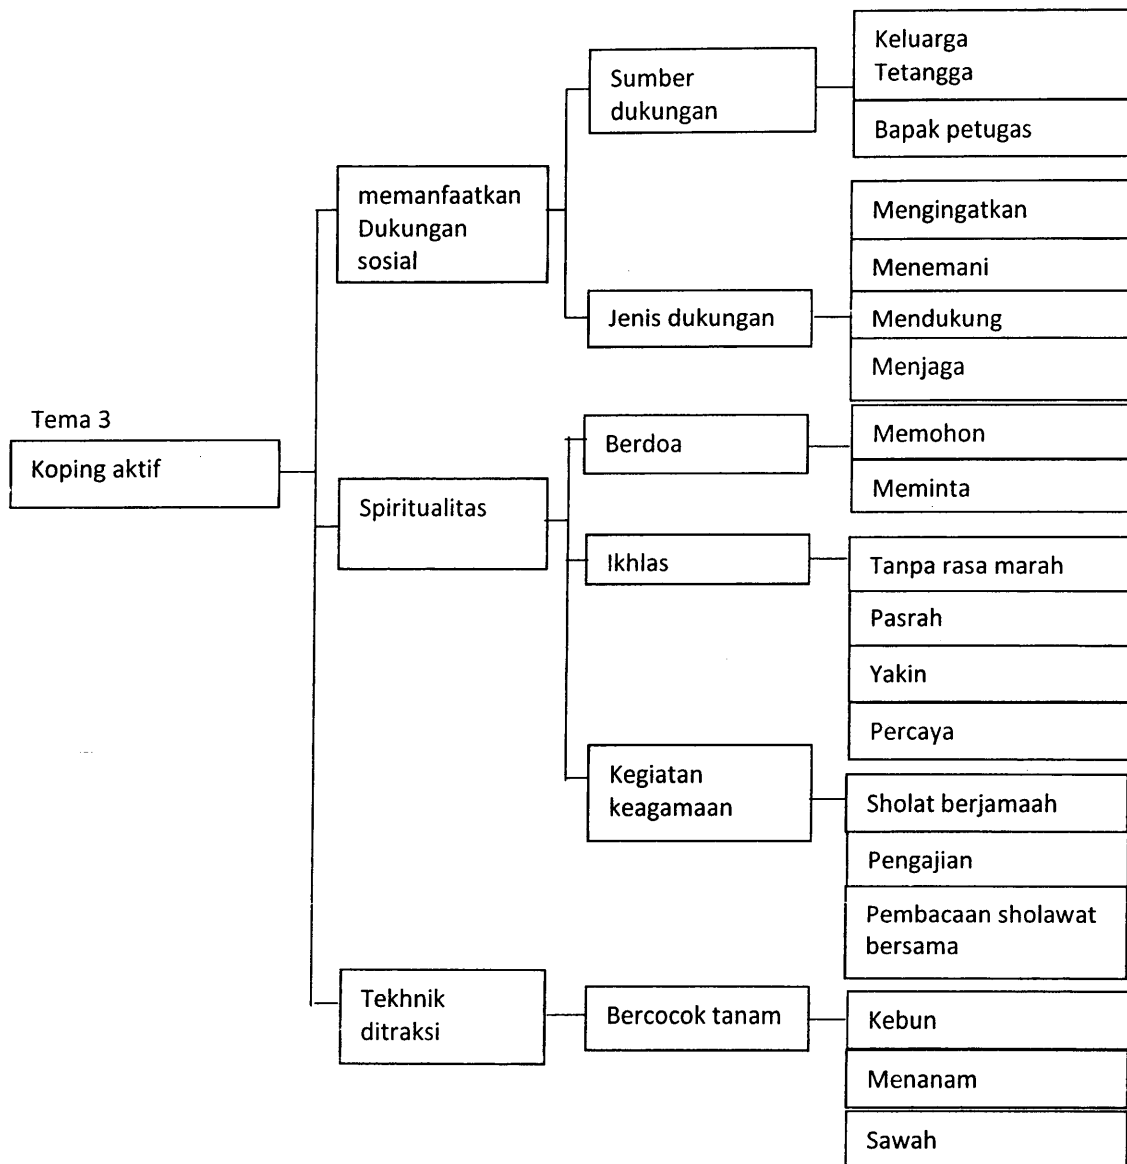 Tema 3
Koping aktif
memanfaatkan
Dukungan
sosial
Sumber
dukungan
Keluarga
Tetangga
Bapak petugas
Jenis dukungan
Mengingatkan
Menemani
Mendukung
Menjaga
Spiritualitas
Berdoa
Memohon
Meminta
Ikhlas
Tanpa rasa marah
Pasrah
Yakin
Percaya
Kegiatan
keagamaan
Sholat berjamaah
Pengajian
Pembacaan sholawat
bersama
Tekhnik
ditraksi
Bercocok tanam
Kebun
Menanam
Sawah